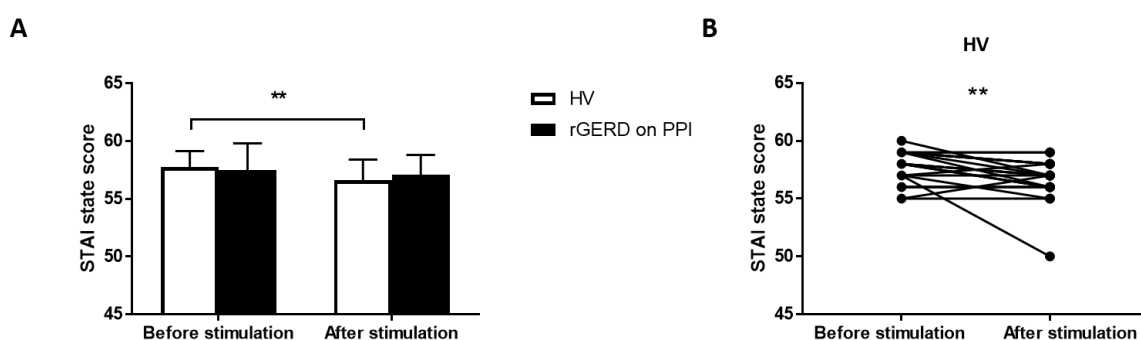 A
STAI state score
65
60
55
50
45
**
Before stimulation
After stimulation
HV
rGERD on PPI
B
HV
**
STAI state score
65
60
55
50
45
Before stimulation
After stimulation